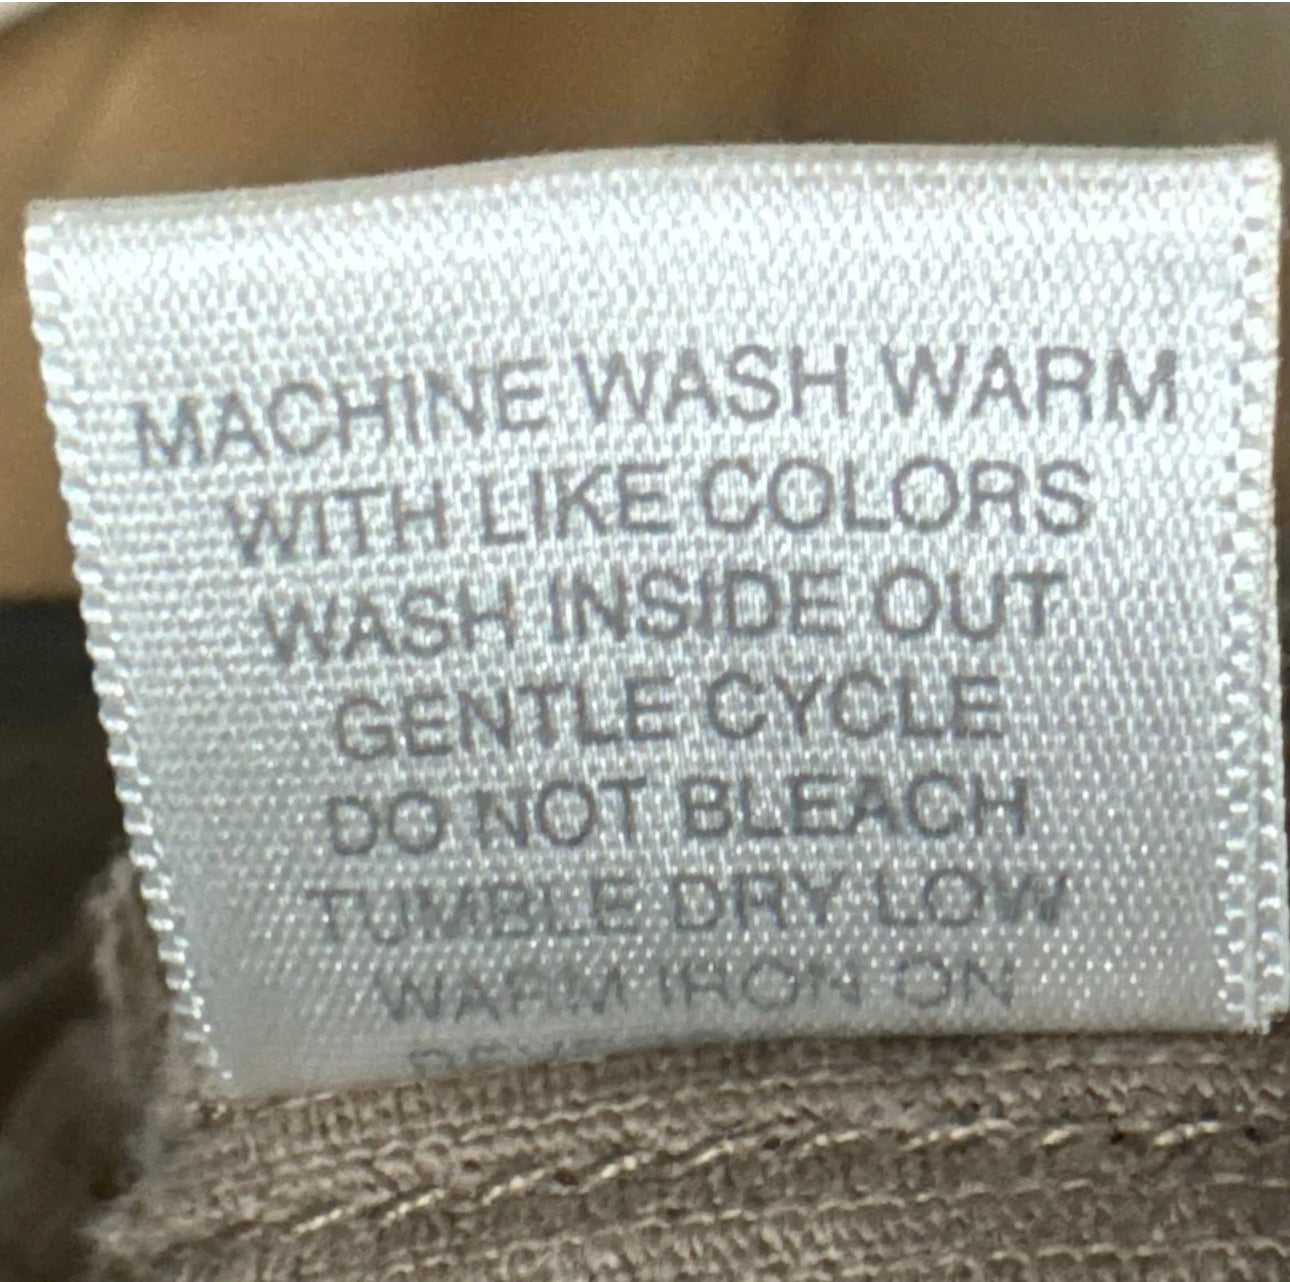 MACHINE WASH WARM
WITH LIKE COLORS
WASH INSIDE OUT
GENTLE CYCLE
DO NOT BLEACH
TUMBLE DRY LOW
WARM IRON ON